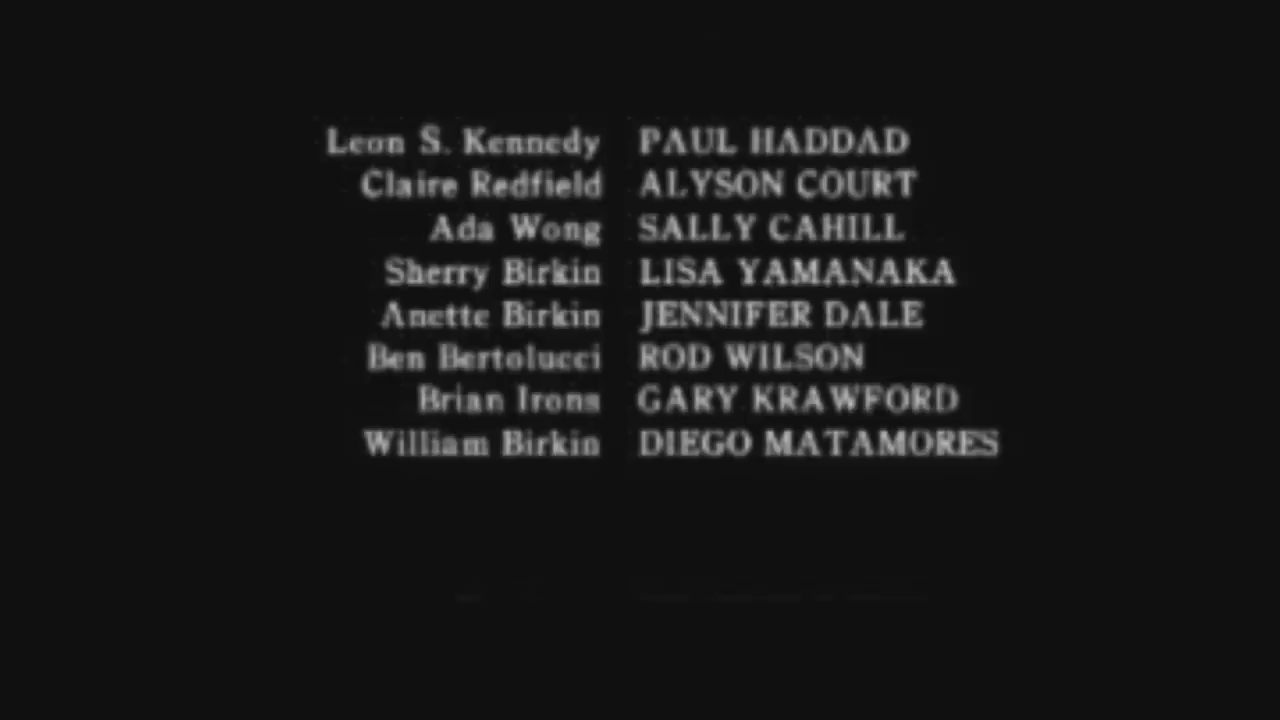 Leon S. Kennedy PAUL HADDAD
Claire Redfield ALYSON COURT
Ada Wong SALLY CAHILL
Sherry Birkin LISA YAMANAKA
Anette Birkin JENNIFER DALE
Ben Bertolucci ROD WILSON
Brian Irons GARY KRAWFORD
William Birkin DIEGO MATAMORES